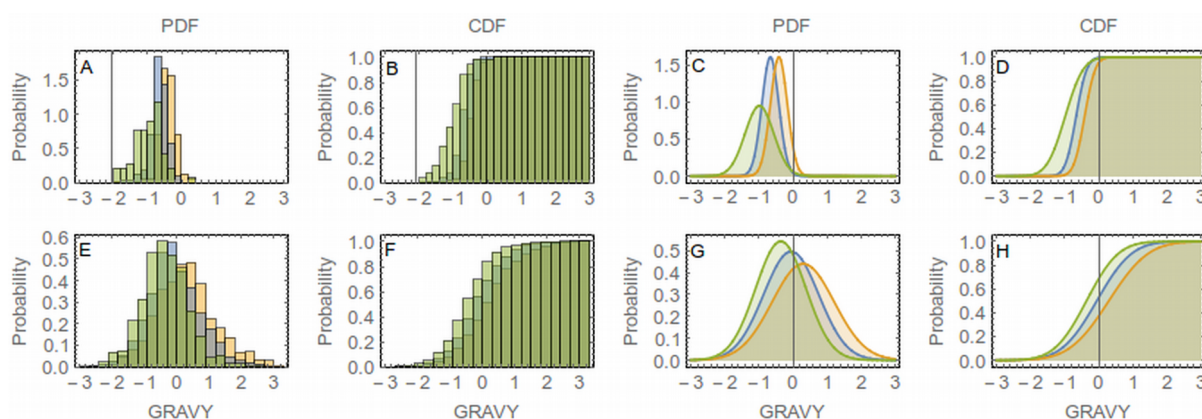 PDF CDF PDF CDF
A B C D
Probability Probability Probability Probability
1.5 1.0 1.5 1.0
0.8 0.8
1.0 0.6 1.0 0.6
0.5 0.4 0.5 0.4
0.2 0.2
0.0 0.0 0.0 0.0
−3 −2 −1 0 1 2 3 −3 −2 −1 0 1 2 3 −3 −2 −1 0 1 2 3 −3 −2 −1 0 1 2 3
E F G H
Probability Probability Probability Probability
0.6 1.0 0.5 1.0
0.5 0.8 0.4 0.8
0.4 0.6 0.3 0.6
0.3 0.4 0.2 0.4
0.2 0.2 0.1 0.2
0.1
0.0 0.0 0.0 0.0
−3 −2 −1 0 1 2 3 −3 −2 −1 0 1 2 3 −3 −2 −1 0 1 2 3 −3 −2 −1 0 1 2 3
GRAVY GRAVY GRAVY GRAVY